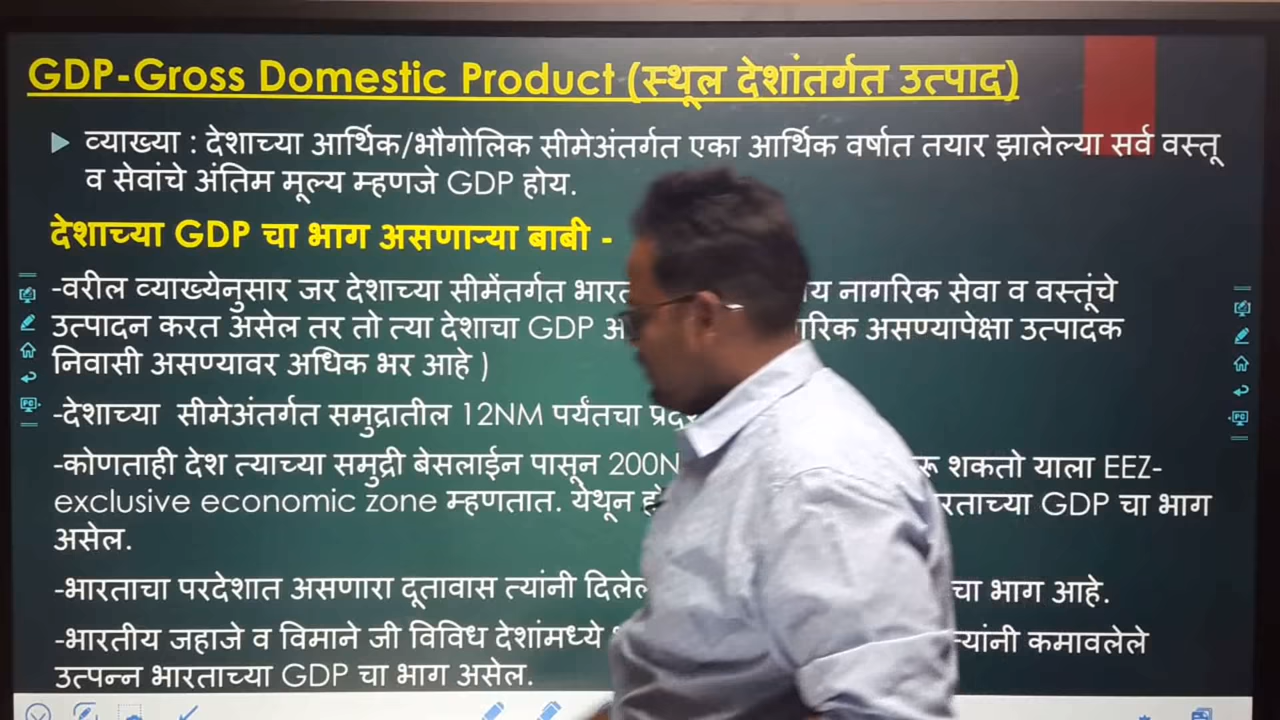 GDP-Gross Domestic Product (स्थूल देशांतर्गत उत्पाद)
व्याख्या : देशाच्या आर्थिक/भौगोलिक सीमेअंतर्गत एका आर्थिक वर्षात तयार झालेल्या सर्व वस्तू
व सेवांचे अंतिम मूल्य म्हणजे GDP होय.
देशाच्या GDP चा भाग असणाऱ्या बाबी -
-वरील व्याख्येनुसार जर देशाच्या सीमेंतर्गत नागरिक सेवा व वस्तूंचे
उत्पादन करत असेल तर तो त्या देशाचा GDP असण्यापेक्षा उत्पादक
निवासी असण्यावर अधिक भर आहे )
-देशाच्या सीमेअंतर्गत समुद्रातील 12NM पर्यंतचा
-कोणताही देश त्याच्या समुद्री बेसलाईन पासून शकतो याला EEZ-
exclusive economic zone म्हणतात. येथून GDP चा भाग
असेल.
-भारताचा परदेशात असणारा दूतावास त्यांनी भाग आहे.
-भारतीय जहाजे व विमाने जी विविध देशांमध्ये कमावलेले
उत्पन्न भारताच्या GDP चा भाग असेल.